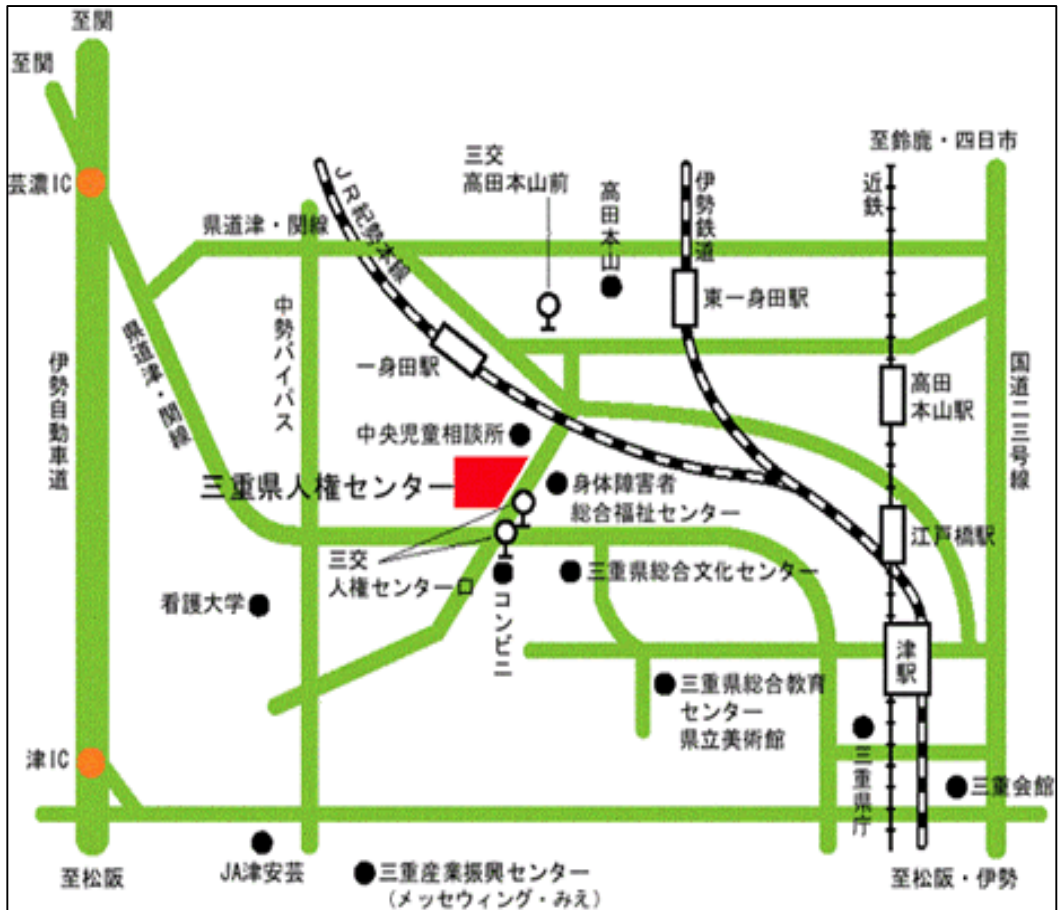 至関
至関
芸濃IC
県道津・関線
JR紀勢本線
三交
高田本山前
高田本山
伊勢鉄道
至鈴鹿・四日市
近鉄
東一身田駅
県道津・関線
中勢バイパス
伊勢自動車道
一身田駅
高田
本山駅
国道二三号線
中央児童相談所
三重県人権センター
身体障害者
総合福祉センター
江戸橋駅
三交
人権センター口
コンビニ
三重県総合文化センター
看護大学
津駅
三重県総合教育
センター
県立美術館
津IC
三重県庁
三重会館
至松阪
JA津安芸
三重産業振興センター
(メッセウィング・みえ)
至松阪・伊勢